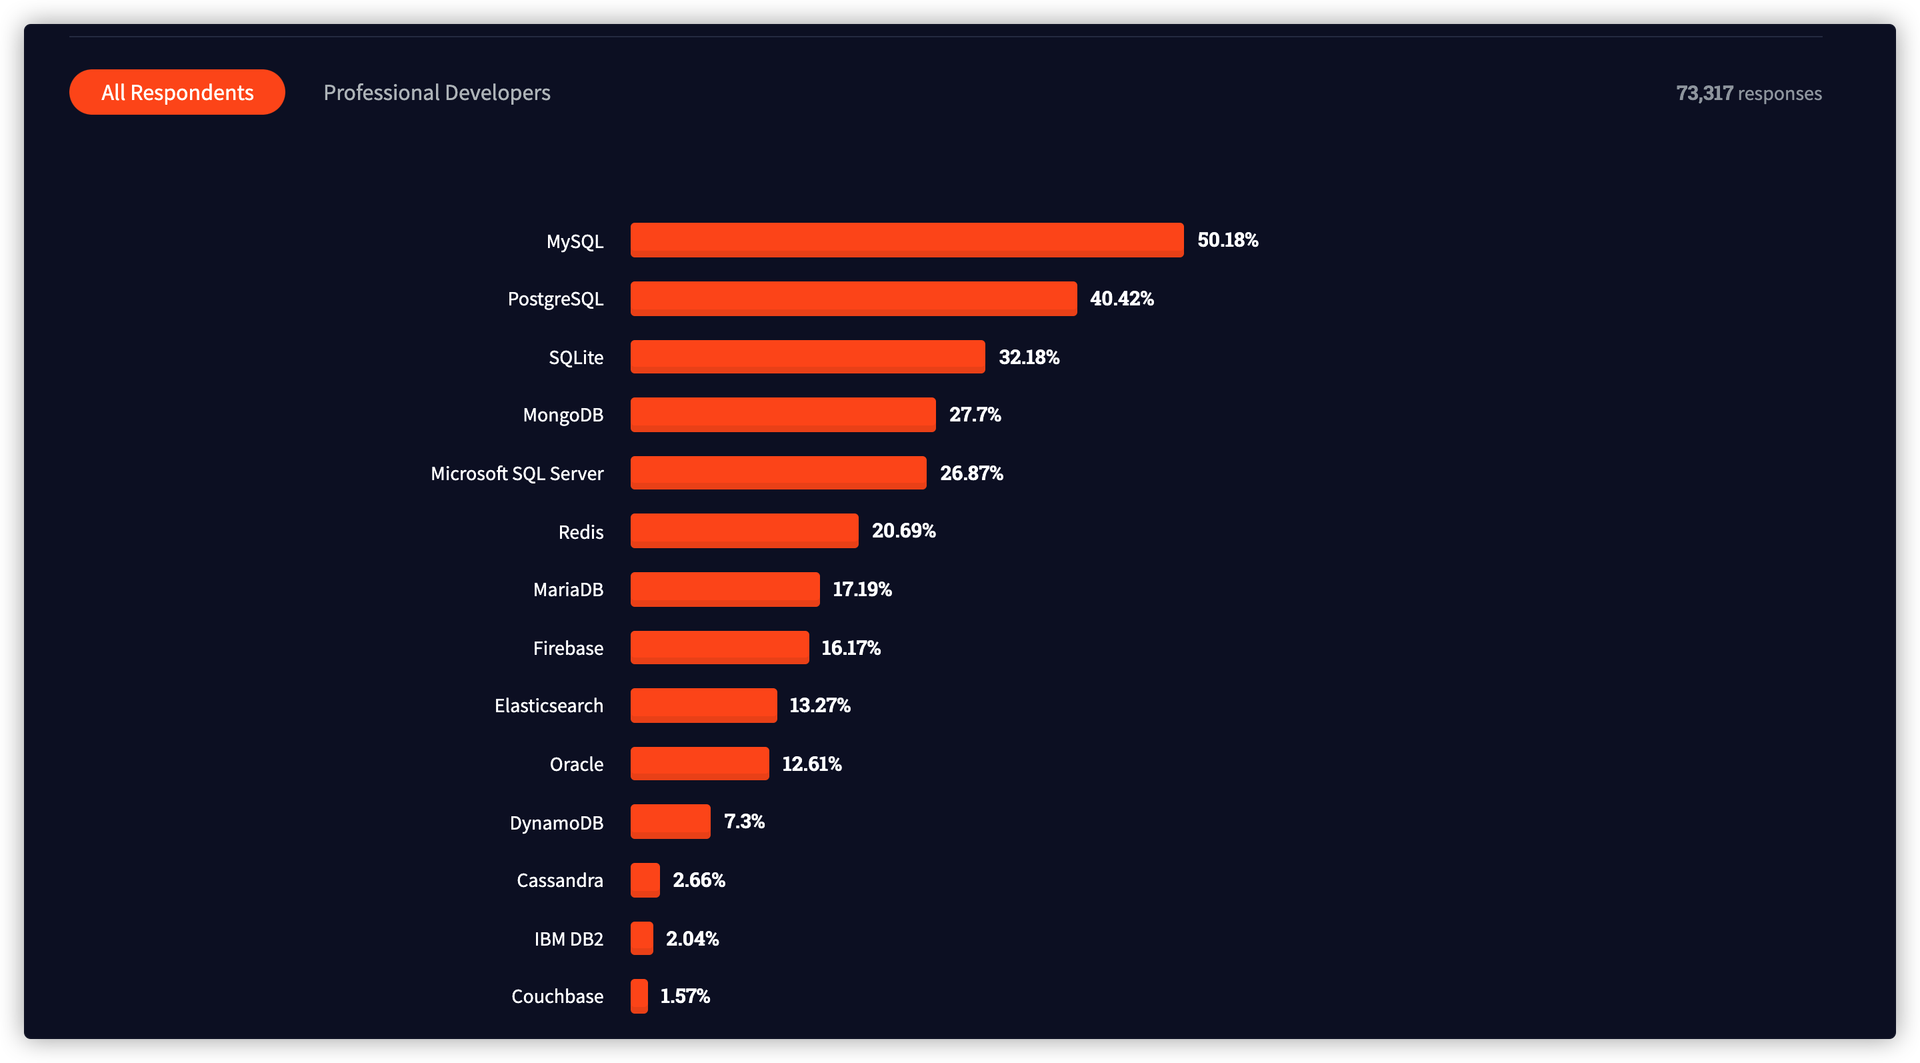 All Respondents
Professional Developers
73,317 responses
MySQL 50.18%
PostgreSQL 40.42%
SQLite 32.18%
MongoDB 27.7%
Microsoft SQL Server 26.87%
Redis 20.69%
MariaDB 17.19%
Firebase 16.17%
Elasticsearch 13.27%
Oracle 12.61%
DynamoDB 7.3%
Cassandra 2.66%
IBM DB2 2.04%
Couchbase 1.57%